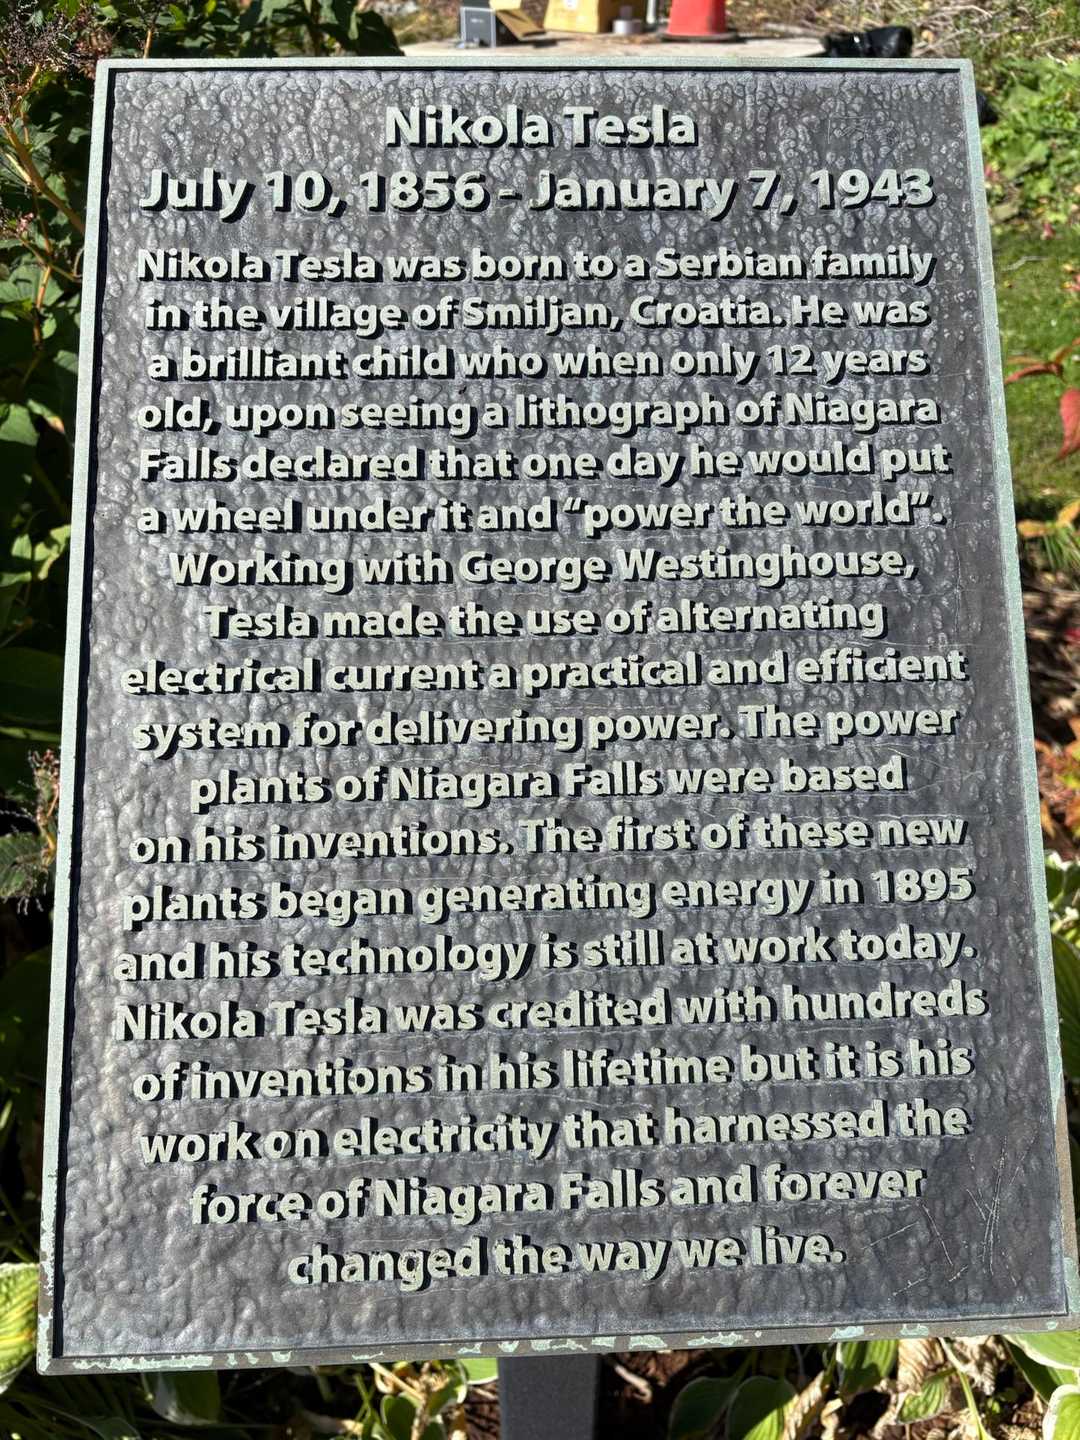 Nikola Tesla
July 10, 1856 - January 7, 1943
Nikola Tesla was born to a Serbian family
in the village of Smiljan, Croatia. He was
a brilliant child who when only 12 years
old, upon seeing a lithograph of Niagara
Falls declared that one day he would put
a wheel under it and “power the world”.
Working with George Westinghouse,
Tesla made the use of alternating
electrical current a practical and efficient
system for delivering power. The power
plants of Niagara Falls were based
on his inventions. The first of these new
plants began generating energy in 1895
and his technology is still at work today.
Nikola Tesla was credited with hundreds
of inventions in his lifetime but it is his
work on electricity that harnessed the
force of Niagara Falls and forever
changed the way we live.